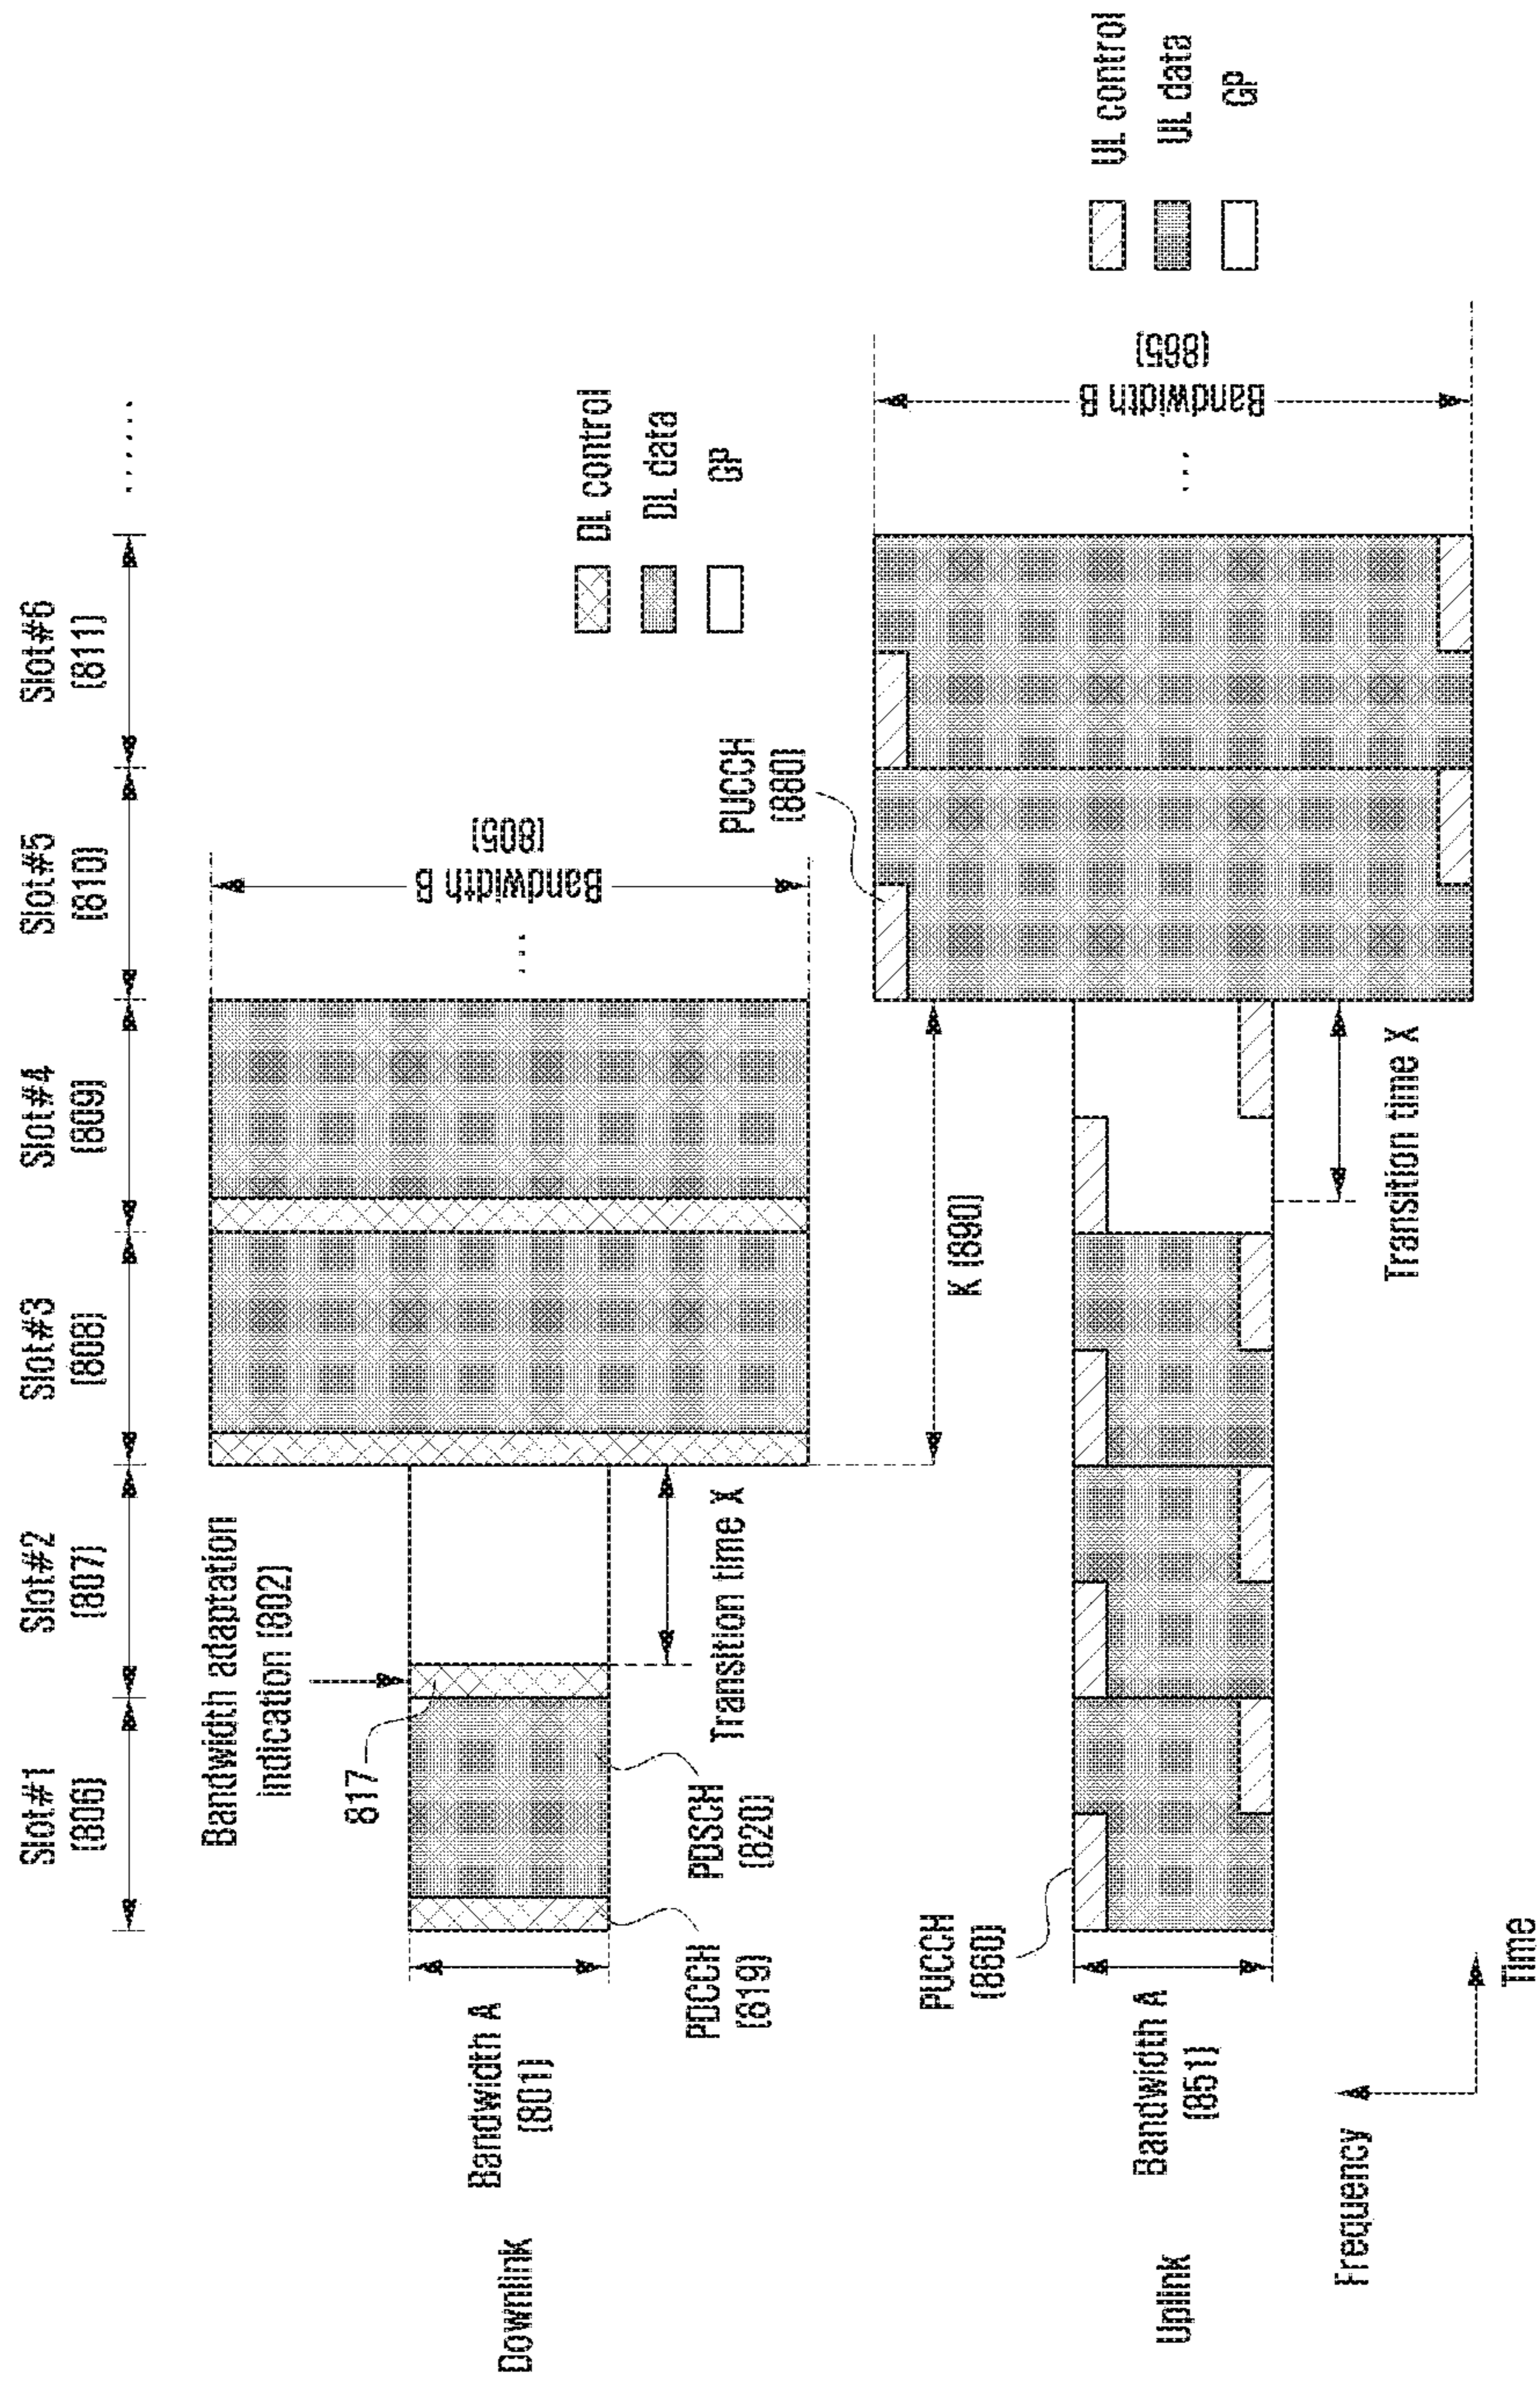 Slot#1
(806)
Slot#2
(807)
Slot#3
(808)
Slot#4
(809)
Slot#5
(810)
Slot#6
(811)
......
Bandwidth adaptation
indication (802)
817
Downlink
Bandwidth A
(801)
PDCCH
(819)
PDSCH
(820)
Transition time X
...
Bandwidth B
(805)
DL control
DL data
GP
K (890)
Uplink
Bandwidth A
(851)
PUCCH
(860)
PUCCH
(880)
Transition time X
...
Bandwidth B
(865)
UL control
UL data
GP
Frequency
Time